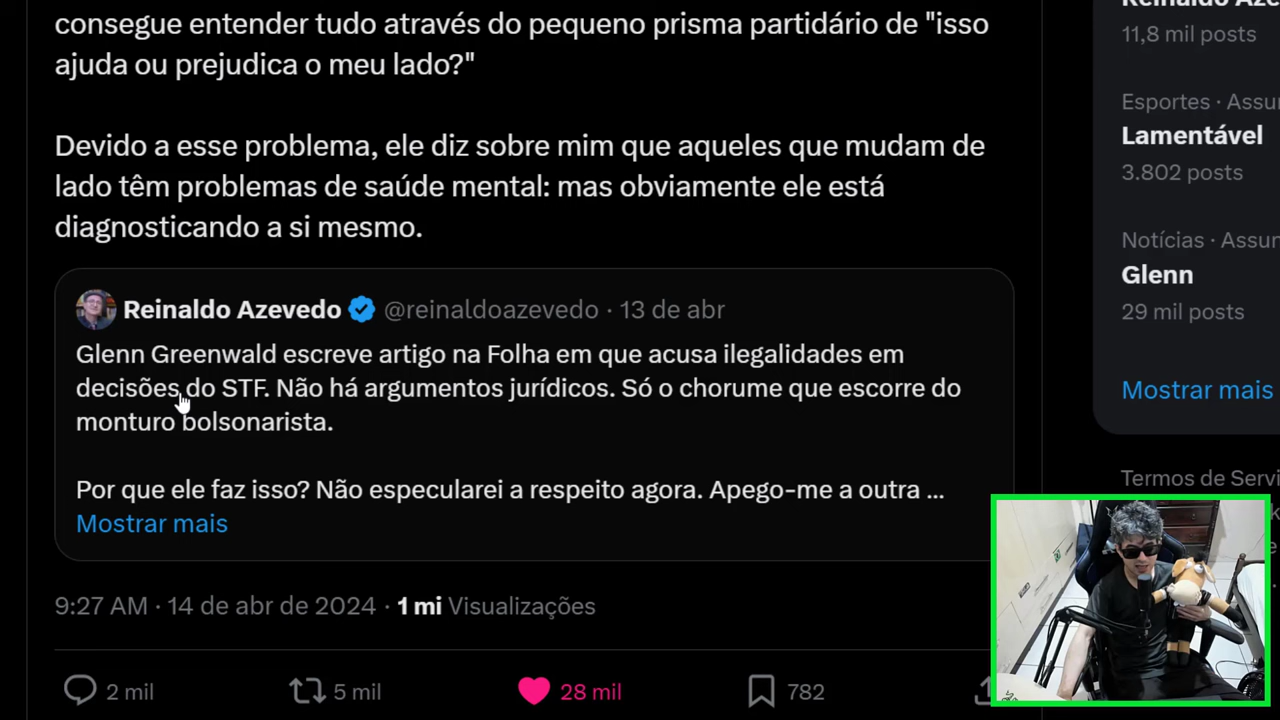 consegue entender tudo através do pequeno prisma partidário de "isso
ajuda ou prejudica o meu lado?"
Devido a esse problema, ele diz sobre mim que aqueles que mudam de
lado têm problemas de saúde mental: mas obviamente ele está
diagnosticando a si mesmo.
Reinaldo Azevedo @reinaldoazevedo · 13 de abr
Glenn Greenwald escreve artigo na Folha em que acusa ilegalidades em
decisões do STF. Não há argumentos jurídicos. Só o chorume que escorre do
monturo bolsonarista.
Por que ele faz isso? Não especularei a respeito agora. Apego-me a outra ...
Mostrar mais
9:27 AM · 14 de abr de 2024 · 1 mi Visualizações
2 mil 5 mil 28 mil 782
11,8 mil posts
Esportes · Assu
Lamentável
3.802 posts
Notícias · Assun
Glenn
29 mil posts
Mostrar mais
Termos de Servi